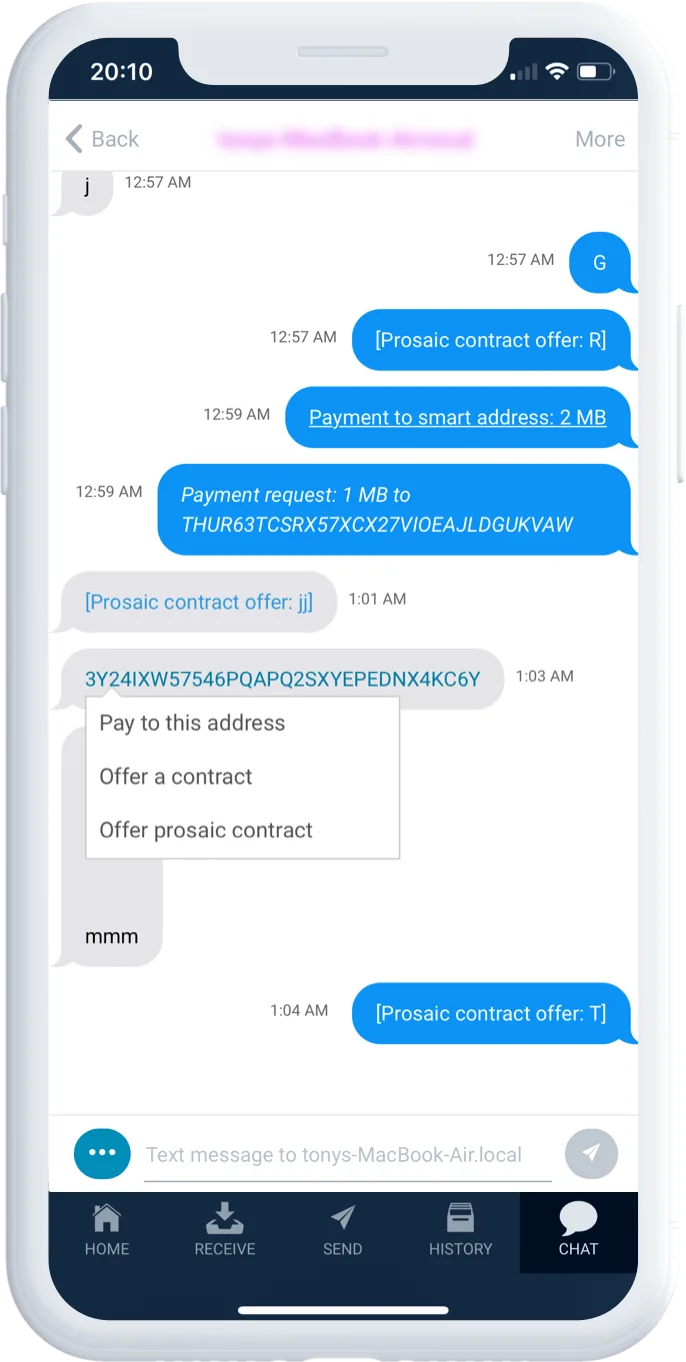 20:10
Back
More
j
12:57 AM
12:57 AM
G
12:57 AM
[Prosaic contract offer: R]
12:59 AM
Payment to smart address: 2 MB
12:59 AM
Payment request: 1 MB to
THUR63TCSRX57XCX27VIOEAJLDGUKVAW
[Prosaic contract offer: jj]
1:01 AM
3Y24IXW57546PQAPQ2SXYEPEDNX4KC6Y
1:03 AM
Pay to this address
Offer a contract
Offer prosaic contract
mmm
1:04 AM
[Prosaic contract offer: T]
Text message to tonys-MacBook-Air.local
HOME
RECEIVE
SEND
HISTORY
CHAT